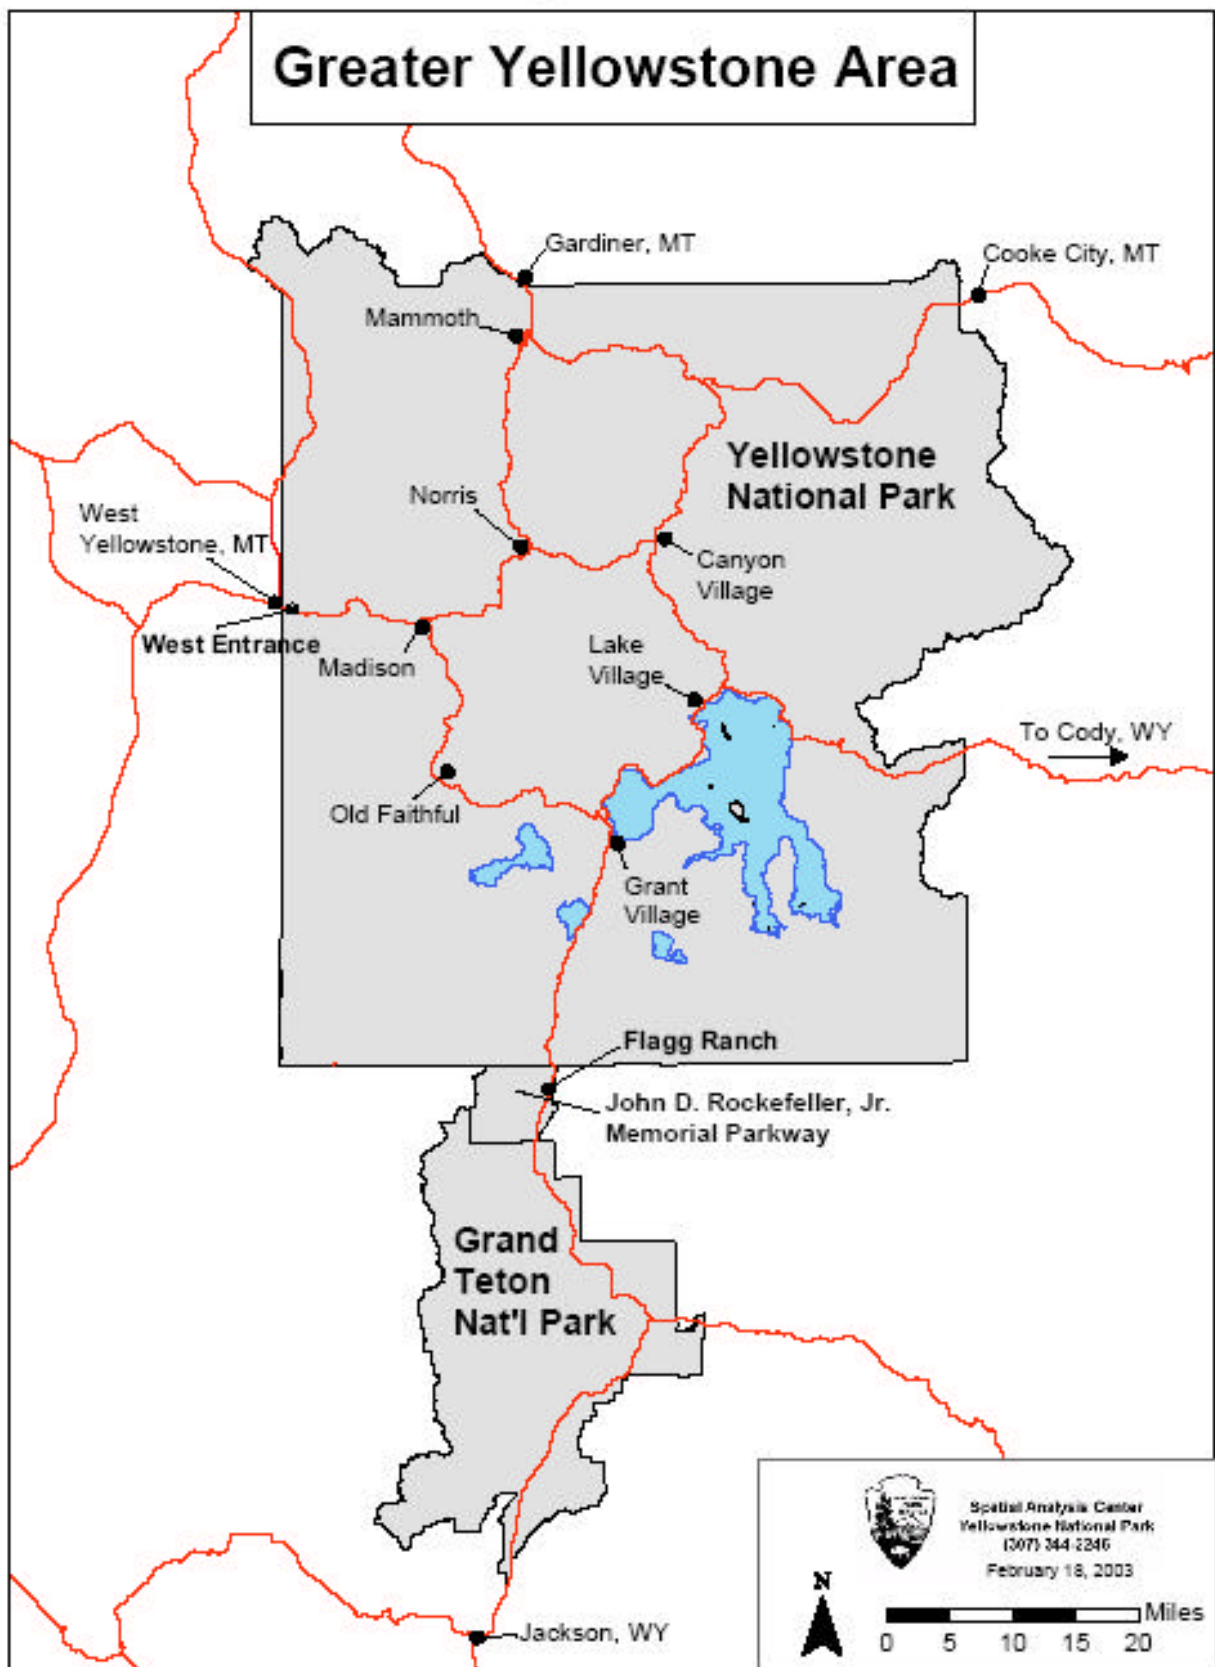 Greater Yellowstone Area
Gardiner, MT
Cooke City, MT
Mammoth
Yellowstone
National Park
Norris
West
Yellowstone, MT
Canyon
Village
West Entrance
Madison
Lake
Village
To Cody, WY
Old Faithful
Grant
Village
Flagg Ranch
John D. Rockefeller, Jr.
Memorial Parkway
Grand
Teton
Nat'l Park
Spatial Analysis Center
Yellowstone National Park
(307) 344-2246
February 18, 2003
N
Miles
0 5 10 15 20
Jackson, WY